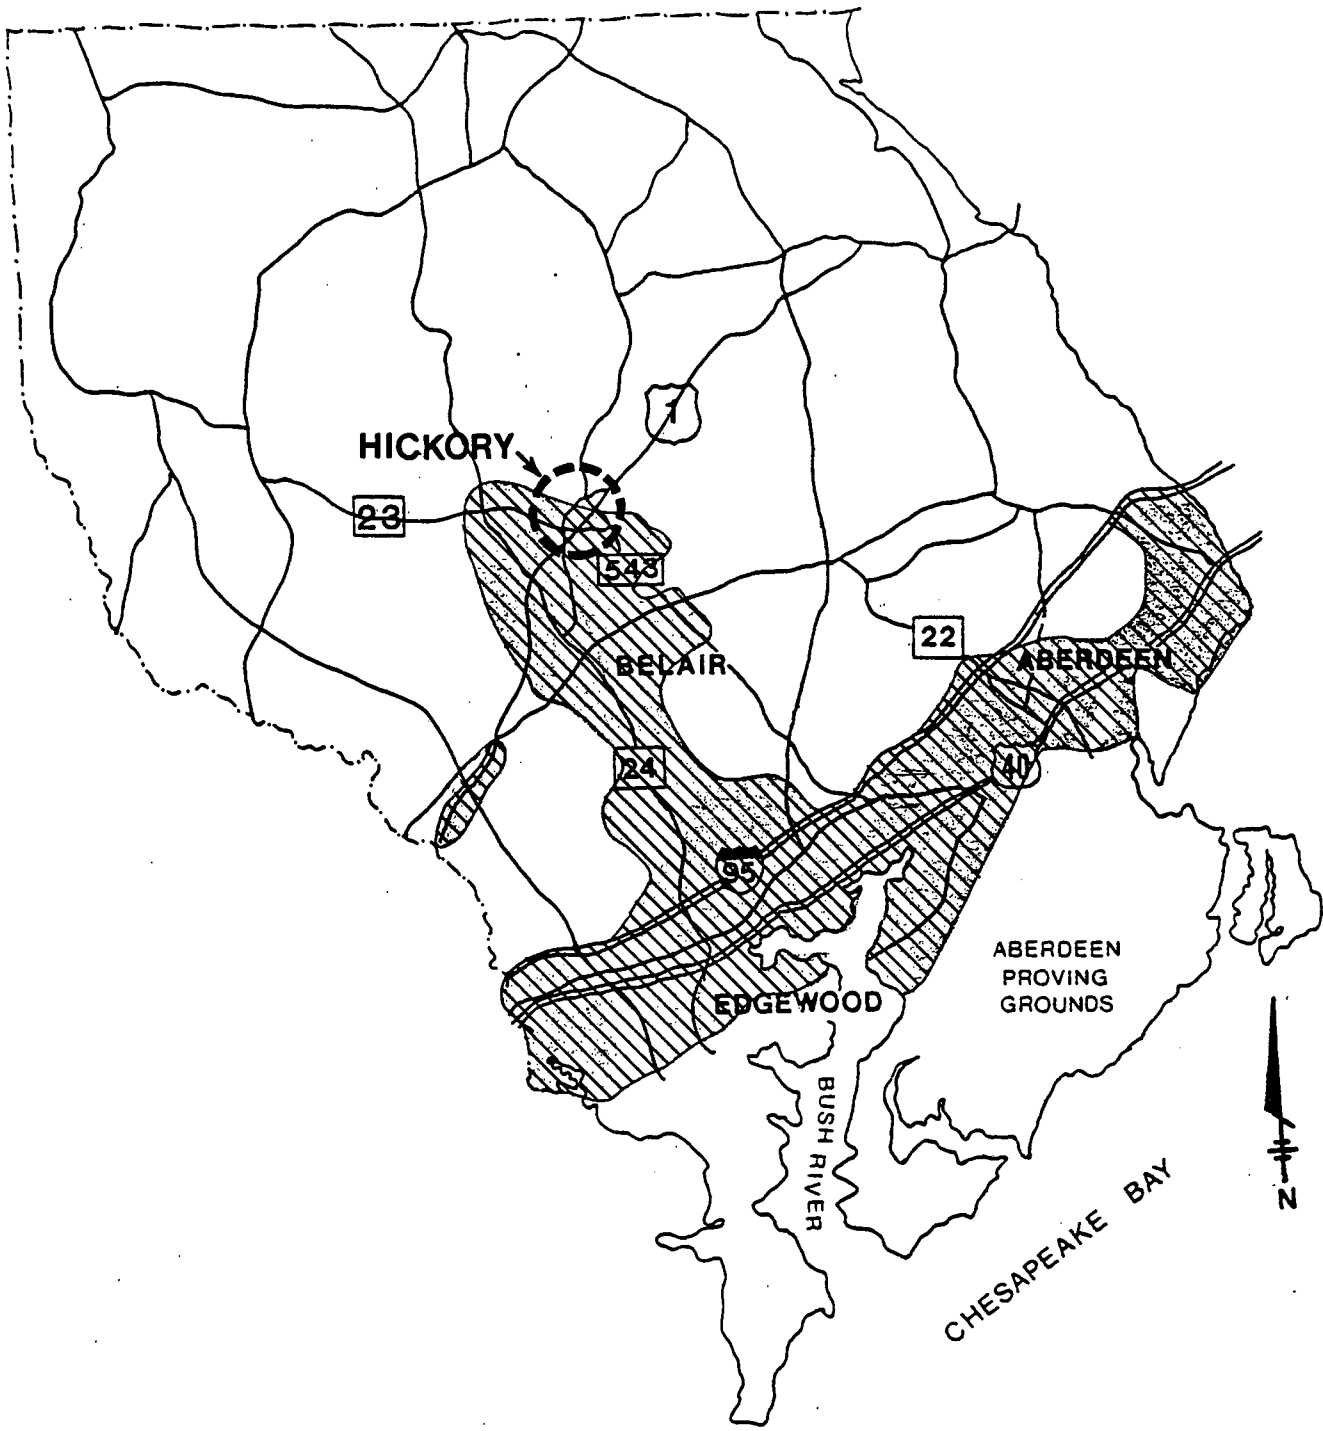 1
HICKORY
23
543
22
BELAIR
ABERDEEN
24
40
95
ABERDEEN
PROVING
GROUNDS
EDGEWOOD
BUSH RIVER
CHESAPEAKE BAY
N